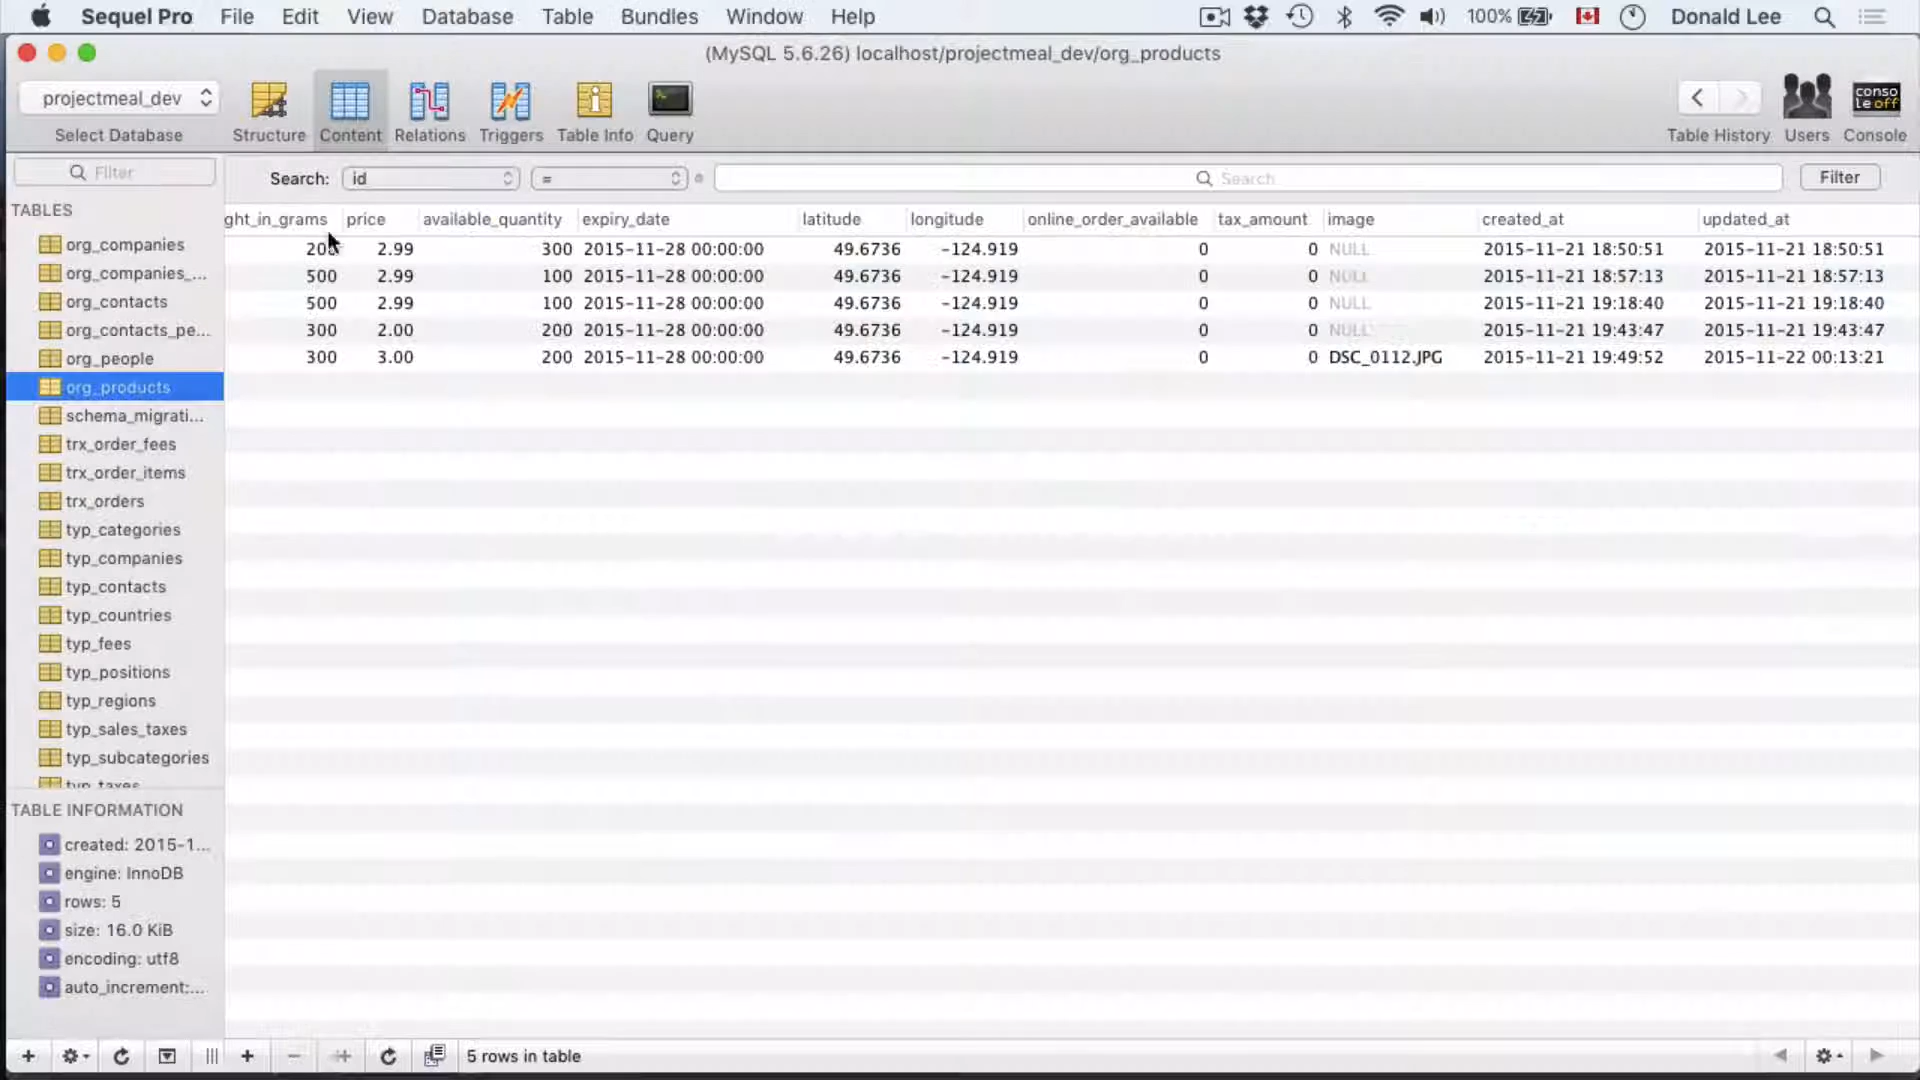 Sequel Pro File Edit View Database Table Bundles Window Help 100% Donald Lee
(MySQL 5.6.26) localhost/projectmeal_dev/org_products
projectmeal_dev
Select Database Structure Content Relations Triggers Table Info Query Table History Users conso le off Console
Filter
Search: id = Search Filter
TABLES
org_companies
org_companies_...
org_contacts
org_contacts_pe...
org_people
org_products
schema_migrati...
trx_order_fees
trx_order_items
trx_orders
typ_categories
typ_companies
typ_contacts
typ_countries
typ_fees
typ_positions
typ_regions
typ_sales_taxes
typ_subcategories
typ_taxes
ght_in_grams price available_quantity expiry_date latitude longitude online_order_available tax_amount image created_at updated_at
200 2.99 300 2015-11-28 00:00:00 49.6736 -124.919 0 0 NULL 2015-11-21 18:50:51 2015-11-21 18:50:51
500 2.99 100 2015-11-28 00:00:00 49.6736 -124.919 0 0 NULL 2015-11-21 18:57:13 2015-11-21 18:57:13
500 2.99 100 2015-11-28 00:00:00 49.6736 -124.919 0 0 NULL 2015-11-21 19:18:40 2015-11-21 19:18:40
300 2.00 200 2015-11-28 00:00:00 49.6736 -124.919 0 0 NULL 2015-11-21 19:43:47 2015-11-21 19:43:47
300 3.00 200 2015-11-28 00:00:00 49.6736 -124.919 0 0 DSC_0112.JPG 2015-11-21 19:49:52 2015-11-22 00:13:21
TABLE INFORMATION
created: 2015-1...
engine: InnoDB
rows: 5
size: 16.0 KiB
encoding: utf8
auto_increment:...
5 rows in table